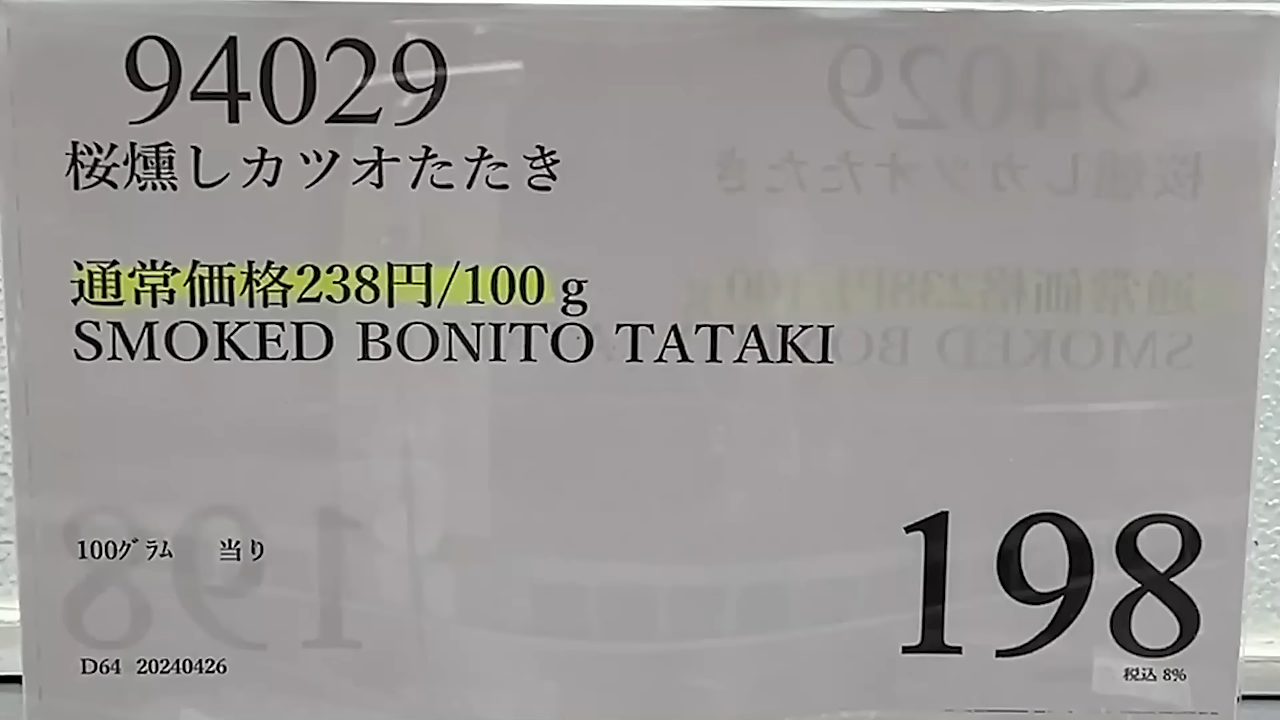 94029
桜燻しカツオたたき
通常価格238円/100g
SMOKED BONITO TATAKI
100ｸﾞﾗﾑ 当り
198
税込 8%
D64 20240426